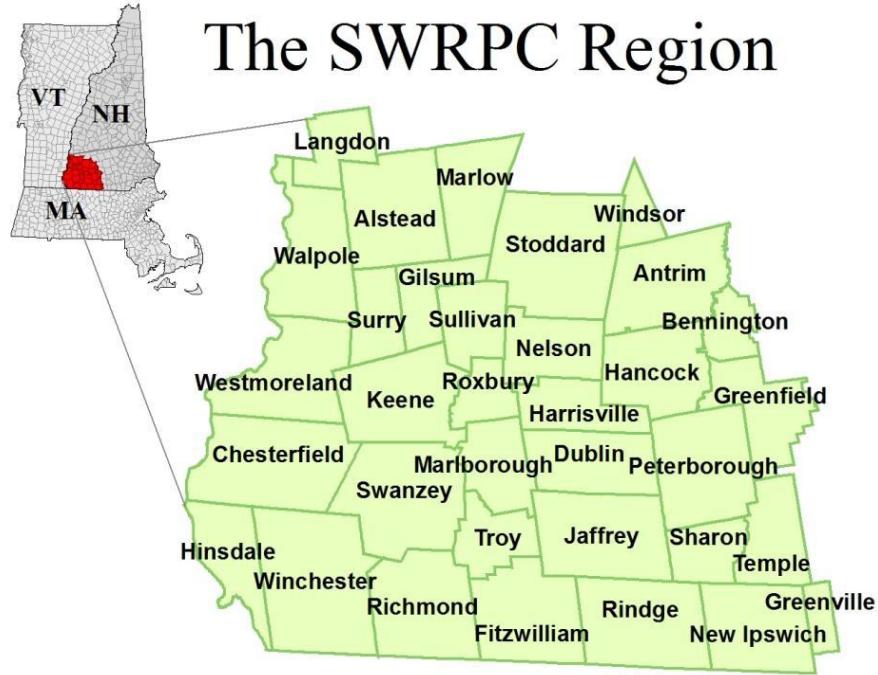 The SWRPC Region
VT
NH
MA
Langdon
Marlow
Alstead
Windsor
Stoddard
Walpole
Antrim
Gilsum
Surry
Sullivan
Bennington
Nelson
Westmoreland
Roxbury
Hancock
Keene
Greenfield
Harrisville
Chesterfield
Marlborough
Dublin
Peterborough
Swanzey
Hinsdale
Troy
Jaffrey
Sharon
Temple
Winchester
Richmond
Rindge
Greenville
Fitzwilliam
New Ipswich